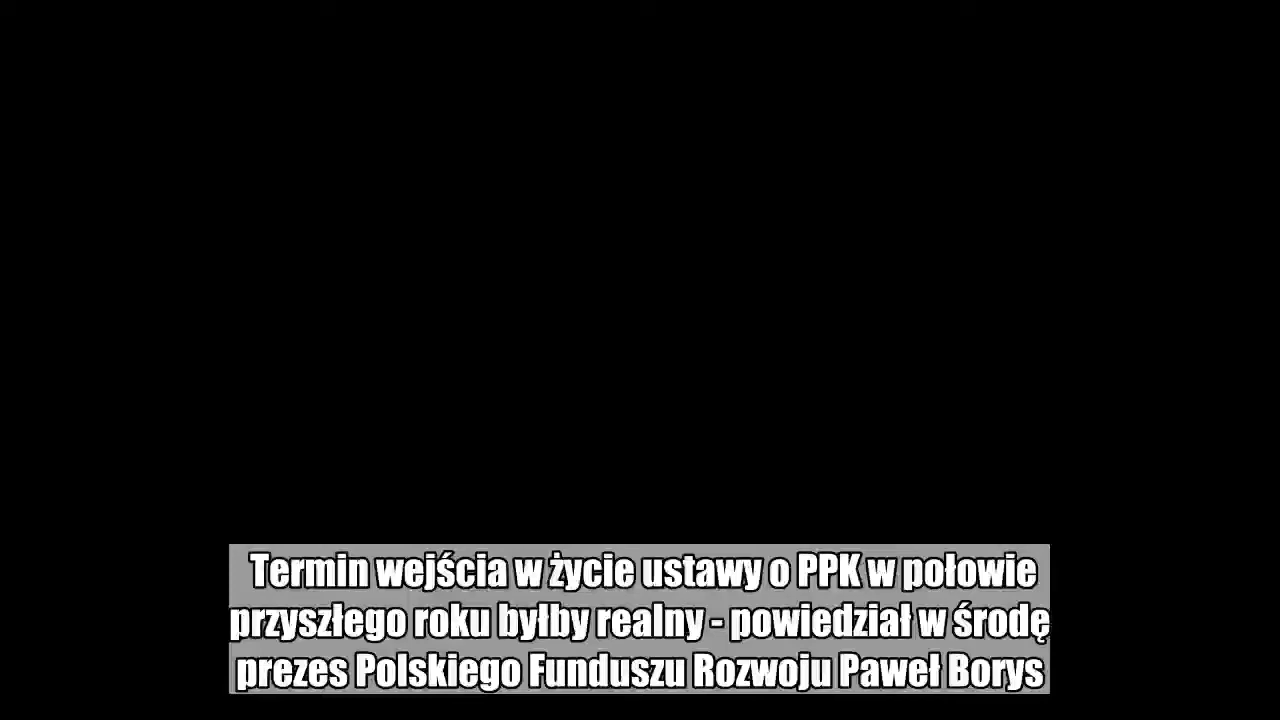 Termin wejścia w życie ustawy o PPK w połowie
przyszłego roku byłby realny - powiedział w środę
prezes Polskiego Funduszu Rozwoju Paweł Borys